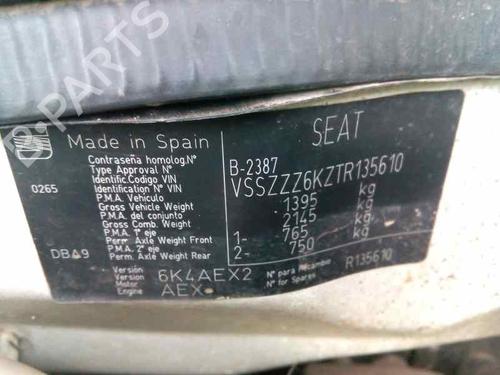 SEAT
Made in Spain
Contraseña homolog.Nº
Type Approval Nº B-2387
Identific.Codigo VIN
0265 Identification Nº VIN VSSZZZ6KZTR135610
P.M.A. Vehiculo
Gross Vehicle Weight 1395 kg
P.M.A. del conjunto
Gross Comb. Weight 2145 kg
P.M.A. 1ª eje
Perm. Axle Weight Front 1- 765 kg
DBA9 P.M.A. 2ª eje
Perm. Axle Weight Rear 2- 750 kg
Versión
Version 6K4AEX2
Motor
Engine AEX
Nº para Recambio
Nº for Spares R135610
B-PARTS